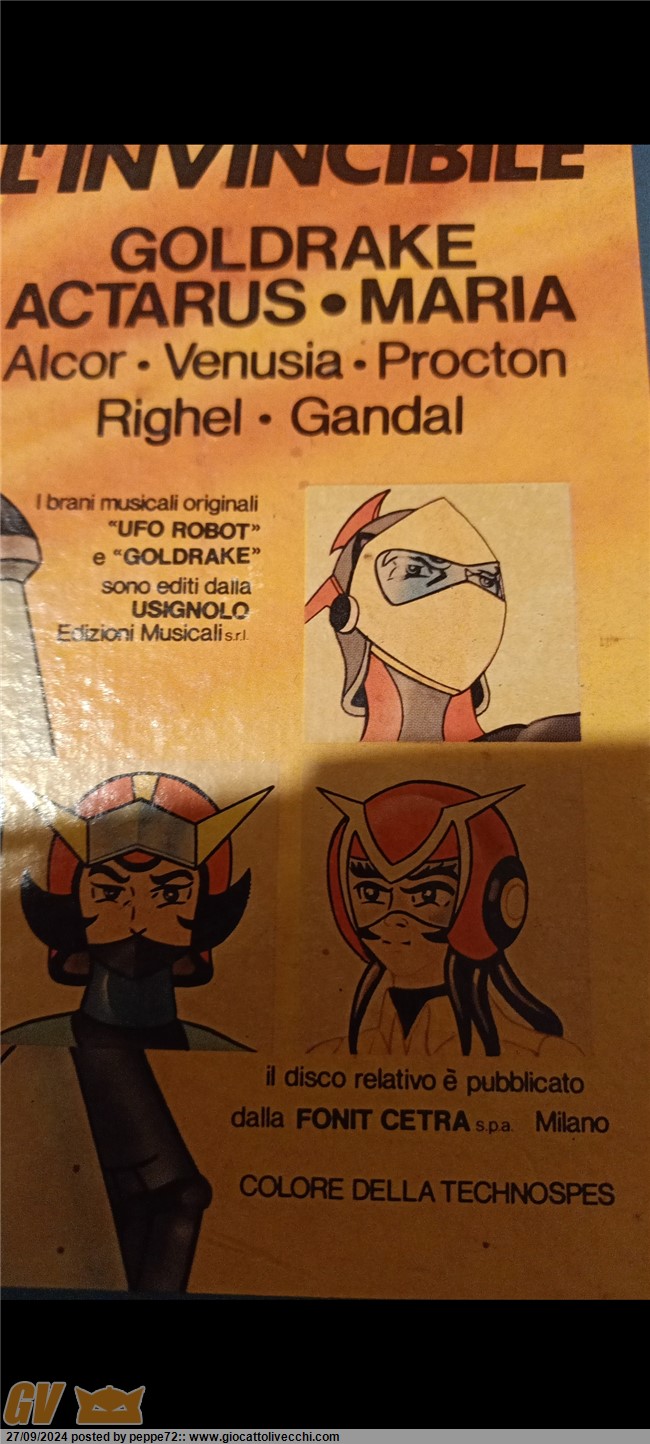 L'INVINCIBILE
GOLDRAKE
ACTARUS • MARIA
Alcor • Venusia • Procton
Righel • Gandal
I brani musicali originali
“UFO ROBOT”
e “GOLDRAKE”
sono editi dalla
USIGNOLO
Edizioni Musicali s.r.l.
il disco relativo è pubblicato
dalla FONIT CETRA s.p.a. Milano
COLORE DELLA TECHNOSPES
GV
27/09/2024 posted by peppe72:: www.giocattolivecchi.com